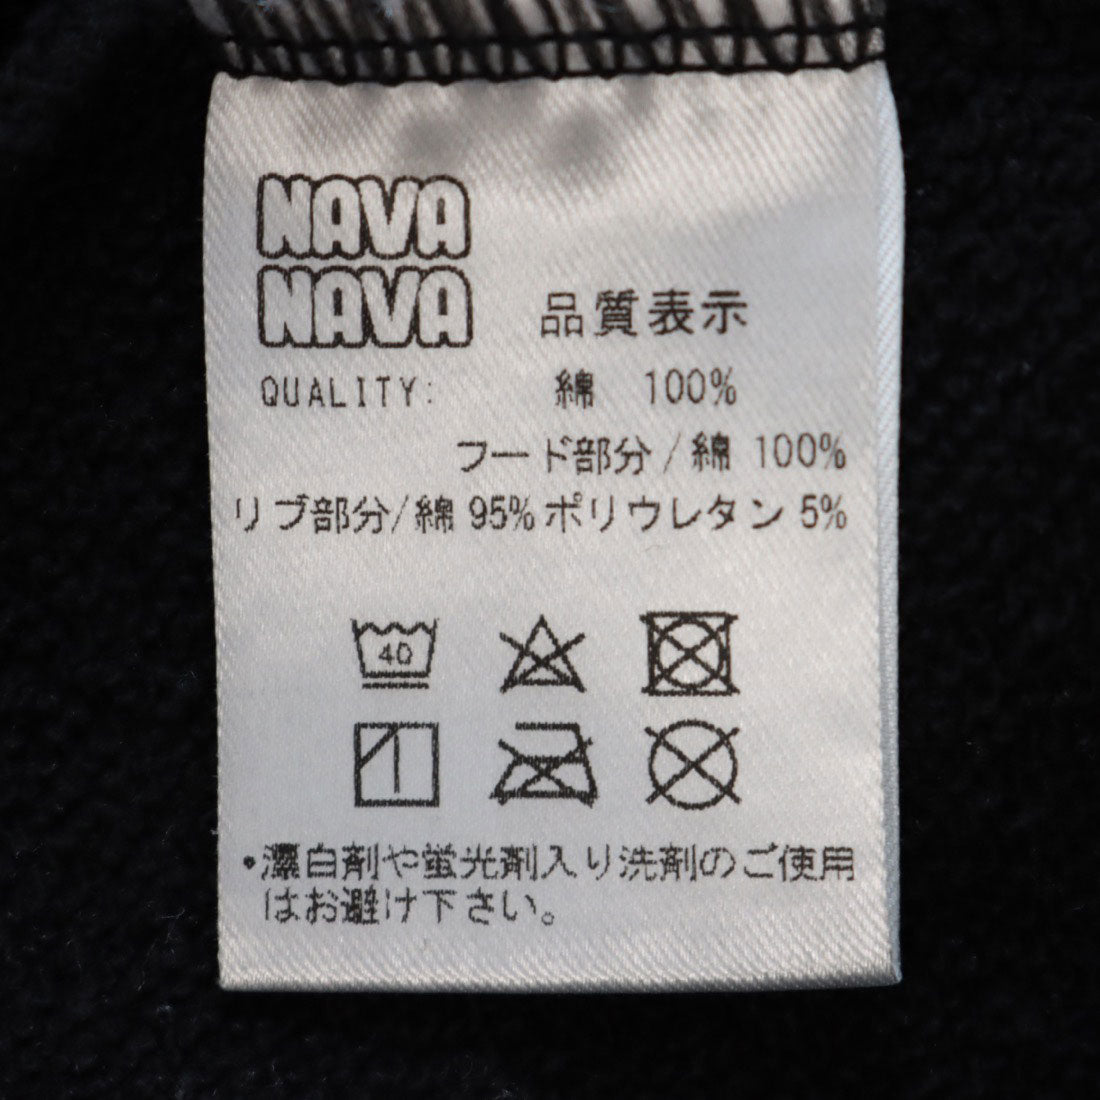 NAVA
NAVA
品質表示
QUALITY: 綿 100%
フード部分/綿 100%
リブ部分/綿 95%ポリウレタン 5%
40
・漂白剤や蛍光剤入り洗剤のご使用
はお避け下さい。